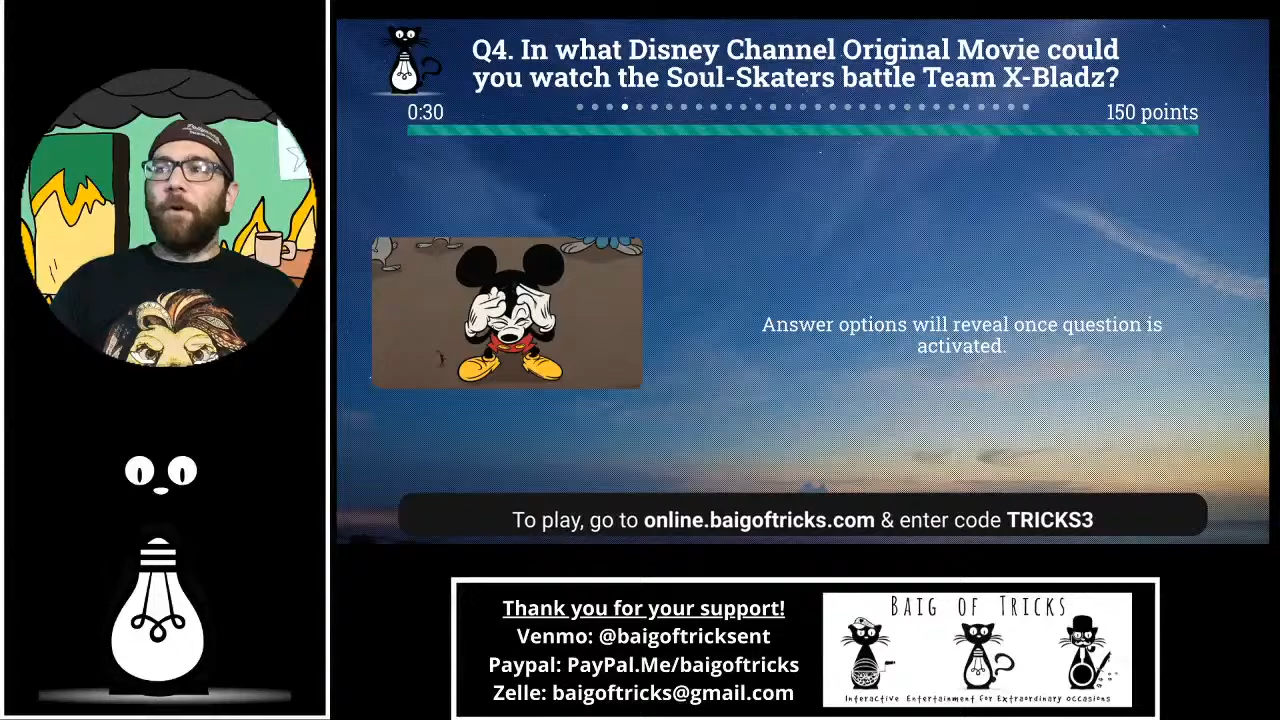 Q4. In what Disney Channel Original Movie could
you watch the Soul-Skaters battle Team X-Bladz?
0:30
150 points
Answer options will reveal once question is
activated.
To play, go to online.baigoftricks.com & enter code TRICKS3
Thank you for your support!
Venmo: @baigoftricksent
Paypal: PayPal.Me/baigoftricks
Zelle: baigoftricks@gmail.com
BAIG OF TRICKS
Interactive Entertainment for Extraordinary occasions